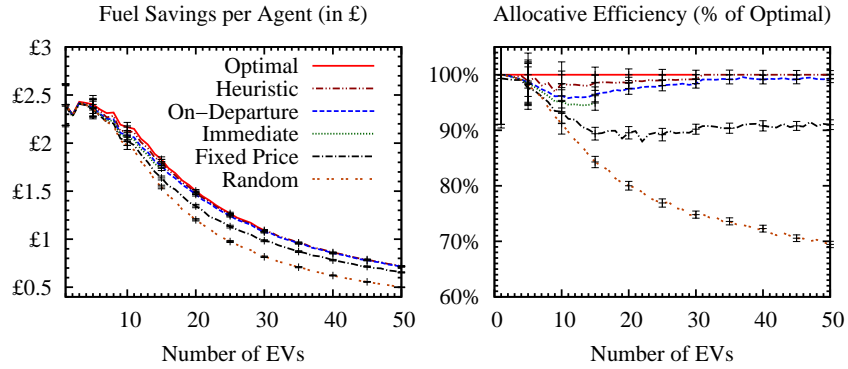 Fuel Savings per Agent (in £)
£3
£2.5
£2
£1.5
£1
£0.5
Optimal
Heuristic
On−Departure
Immediate
Fixed Price
Random
10 20 30 40 50
Number of EVs
Allocative Efficiency (% of Optimal)
100%
90%
80%
70%
60%
0 10 20 30 40 50
Number of EVs